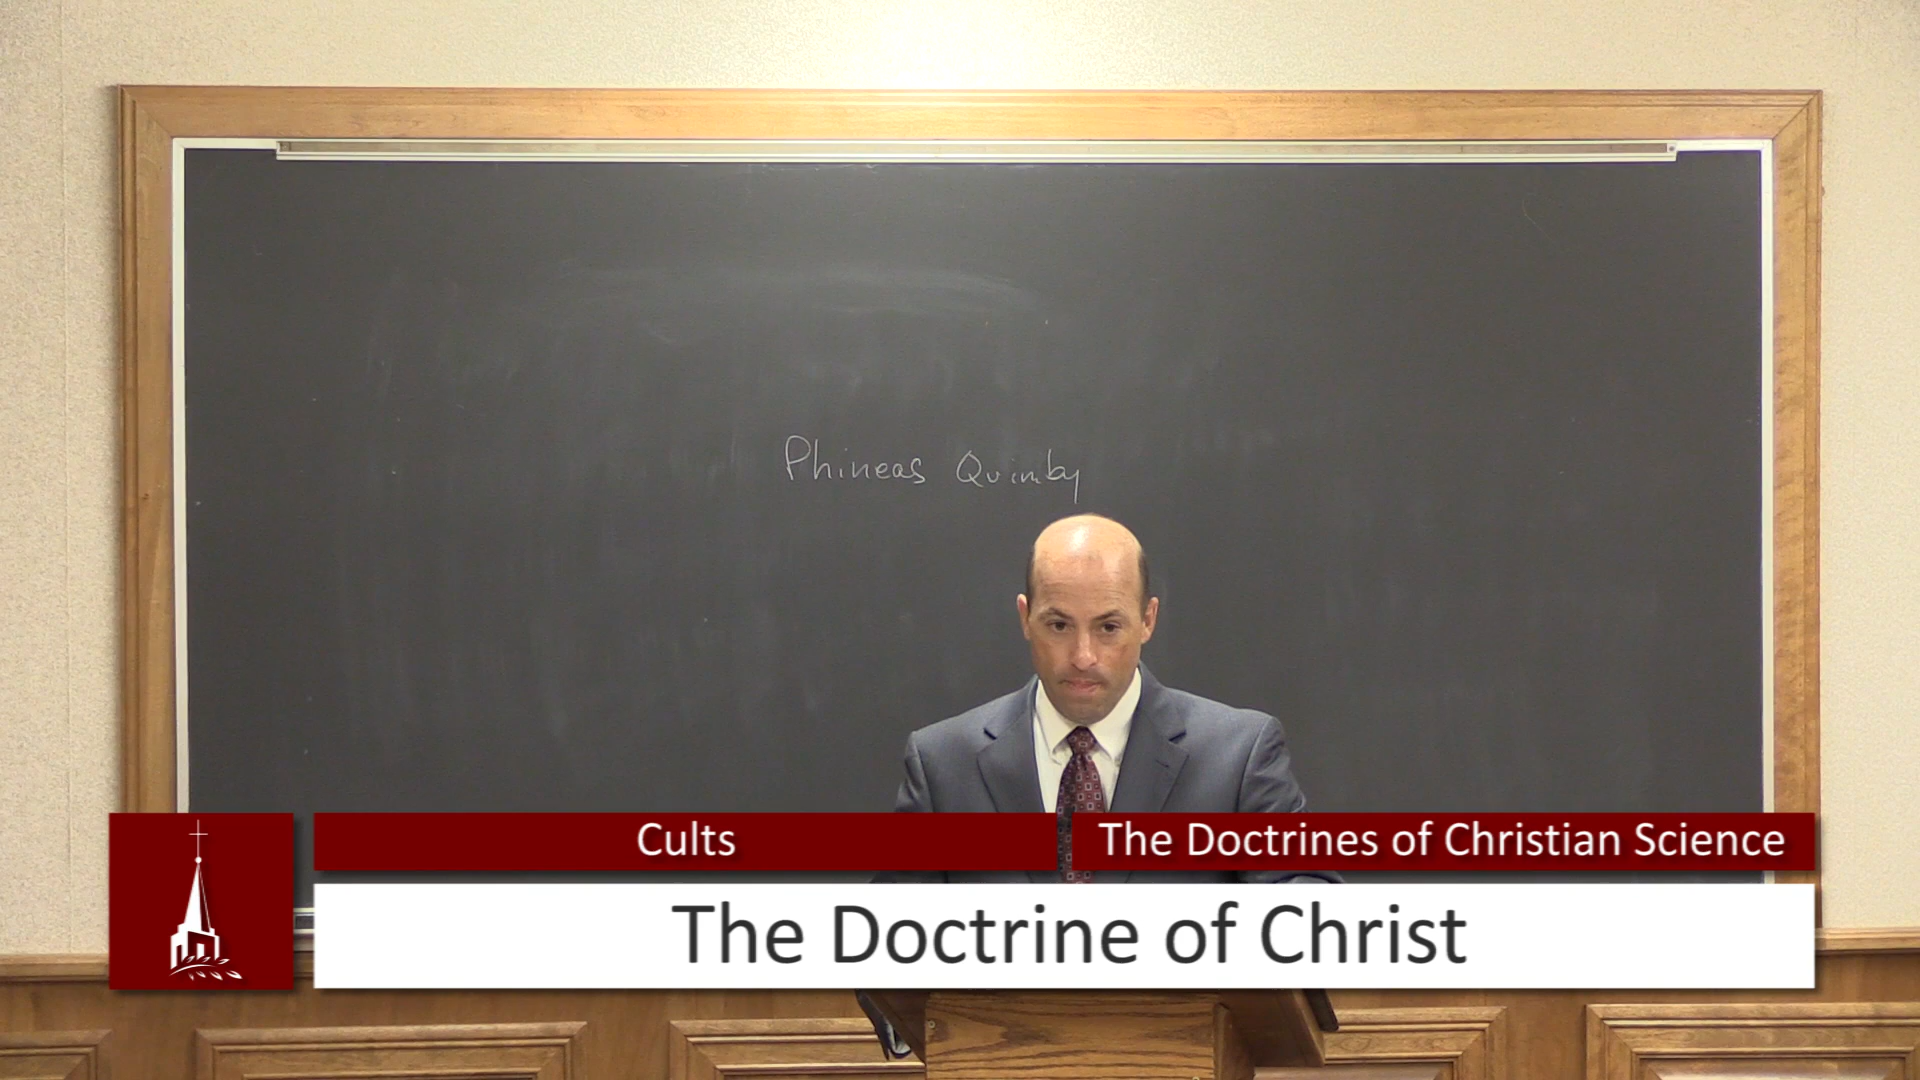 Phineas Quimby
Cults
The Doctrines of Christian Science
The Doctrine of Christ